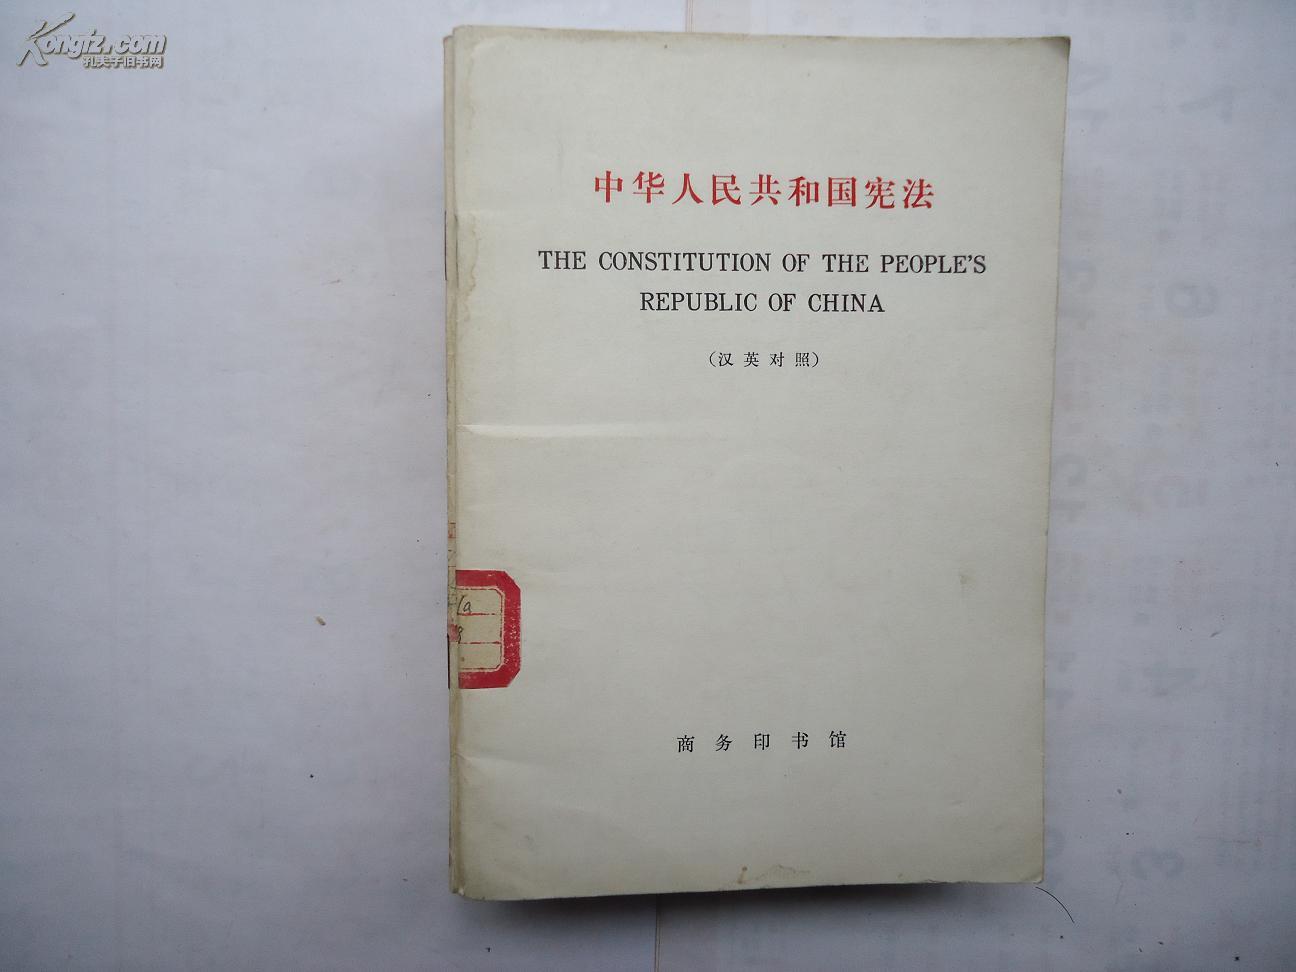 Kongfz.com
孔夫子旧书网
中华人民共和国宪法
THE CONSTITUTION OF THE PEOPLE'S
REPUBLIC OF CHINA
(汉英对照)
商务印书馆